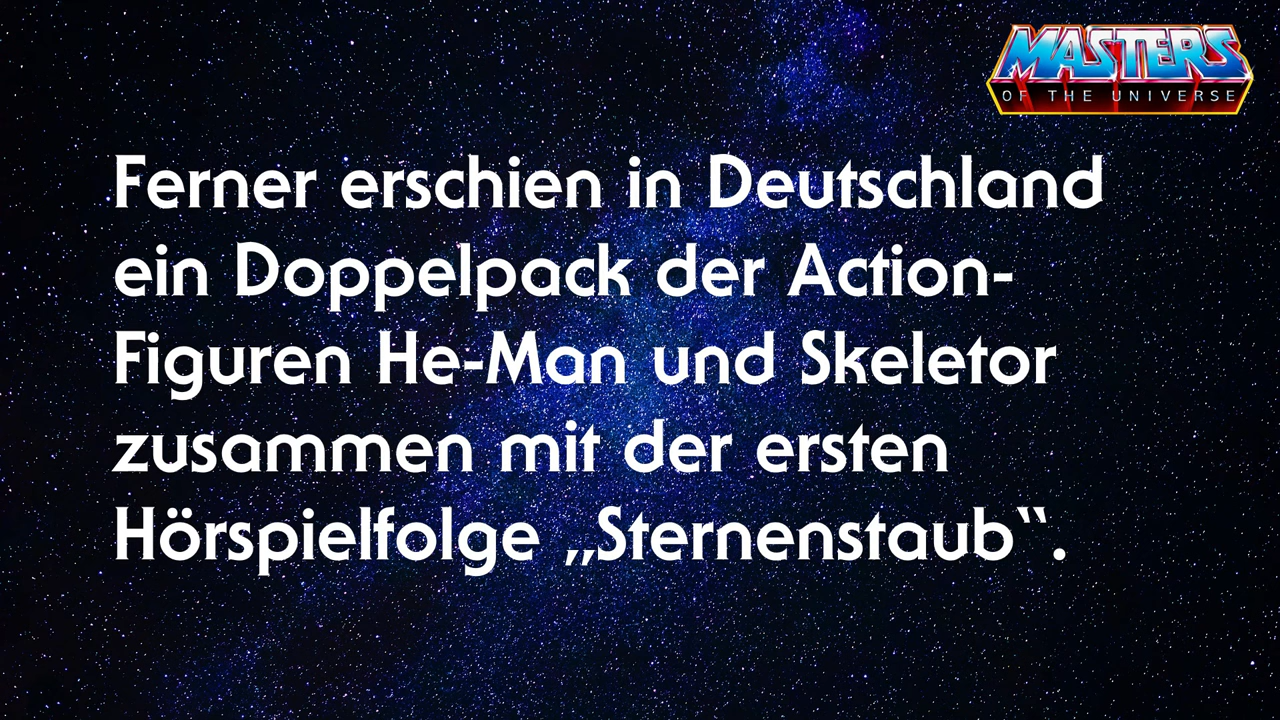 MASTERS
OF THE UNIVERSE
Ferner erschien in Deutschland
ein Doppelpack der Action-
Figuren He-Man und Skeletor
zusammen mit der ersten
Hörspielfolge „Sternenstaub“.